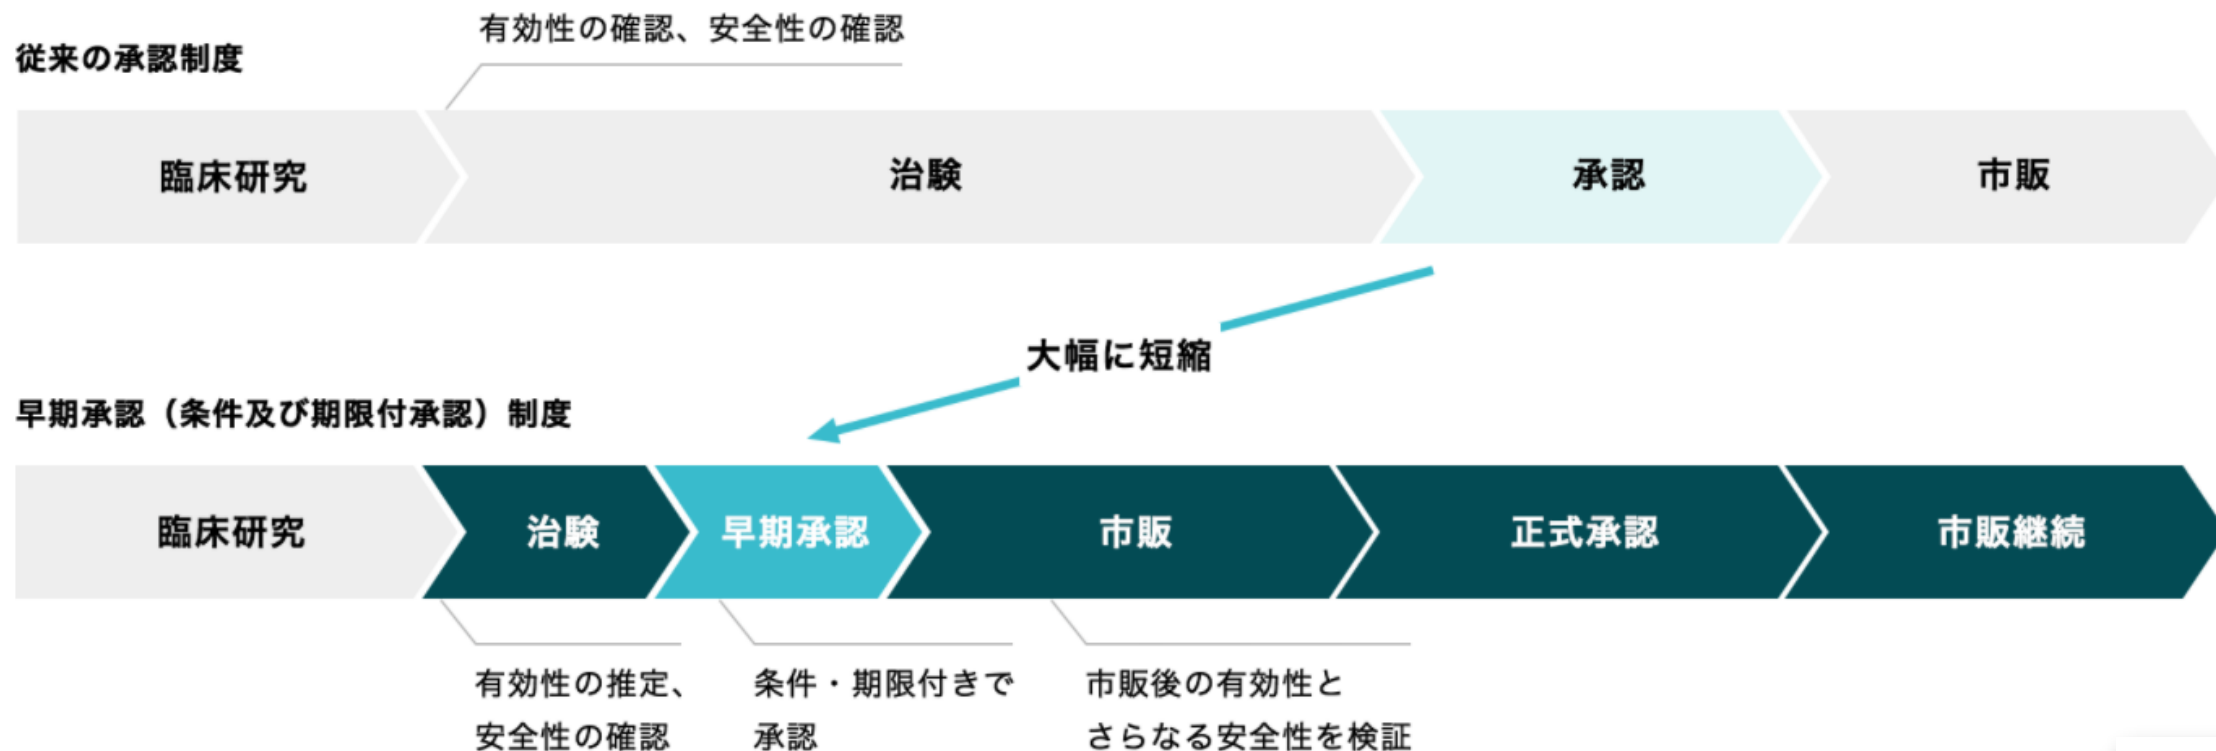 有効性の確認、安全性の確認
従来の承認制度
臨床研究
治験
承認
市販
大幅に短縮
早期承認（条件及び期限付承認）制度
臨床研究
治験
早期承認
市販
正式承認
市販継続
有効性の推定、
安全性の確認
条件・期限付きで
承認
市販後の有効性と
さらなる安全性を検証